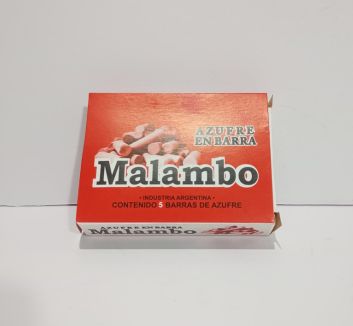 AZUFRE
EN BARRA
Malambo
• INDUSTRIA ARGENTINA •
CONTENIDO 5 BARRAS DE AZUFRE
AZUFRE EN BARRA
Malambo